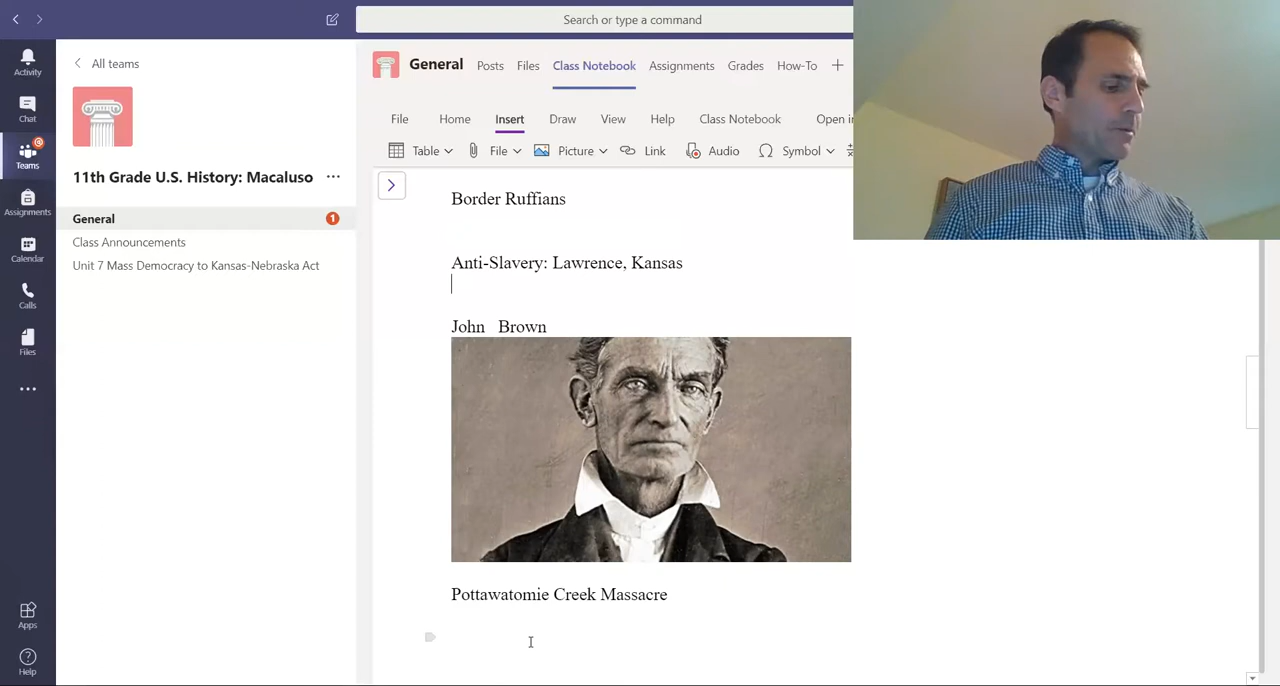 Search or type a command
Activity
Chat
Teams
Assignments
Calendar
Calls
Files
Apps
Help
All teams
11th Grade U.S. History: Macaluso
General 1
Class Announcements
Unit 7 Mass Democracy to Kansas-Nebraska Act
General Posts Files Class Notebook Assignments Grades How-To
File Home Insert Draw View Help Class Notebook Open in
Table File Picture Link Audio Symbol
Border Ruffians
Anti-Slavery: Lawrence, Kansas
John Brown
Pottawatomie Creek Massacre